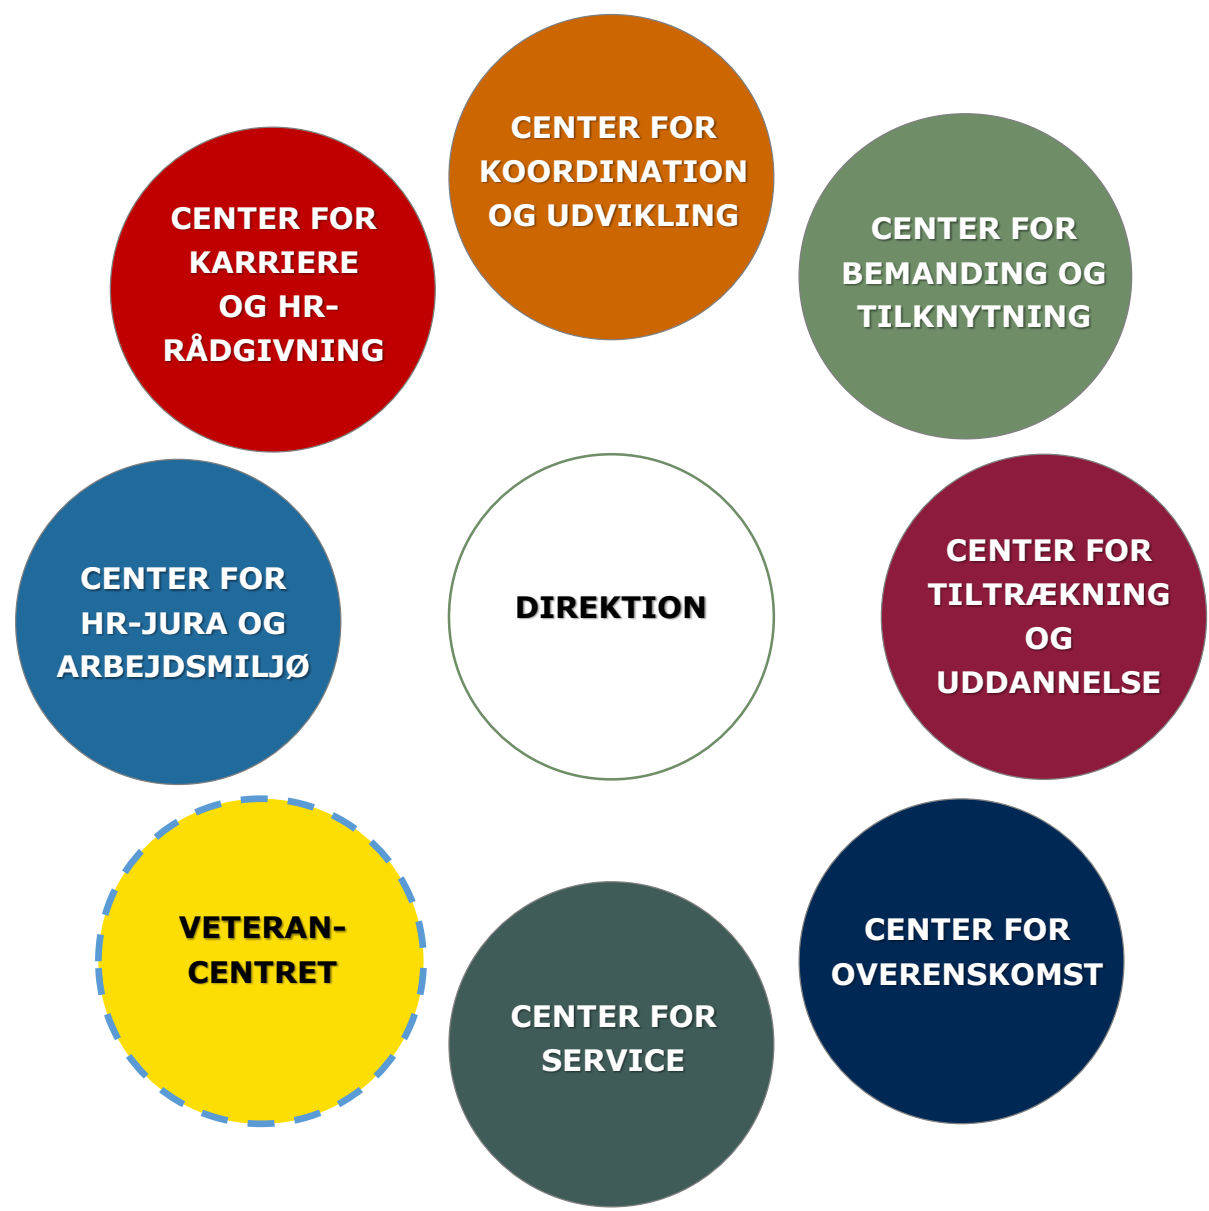 CENTER FOR
KOORDINATION
OG UDVIKLING
CENTER FOR
KARRIERE
OG HR-
RÅDGIVNING
CENTER FOR
BEMANDING OG
TILKNYTNING
CENTER FOR
HR-JURA OG
ARBEJDSMILJØ
DIREKTION
CENTER FOR
TILTRÆKNING
OG
UDDANNELSE
VETERAN-
CENTRET
CENTER FOR
SERVICE
CENTER FOR
OVERENSKOMST